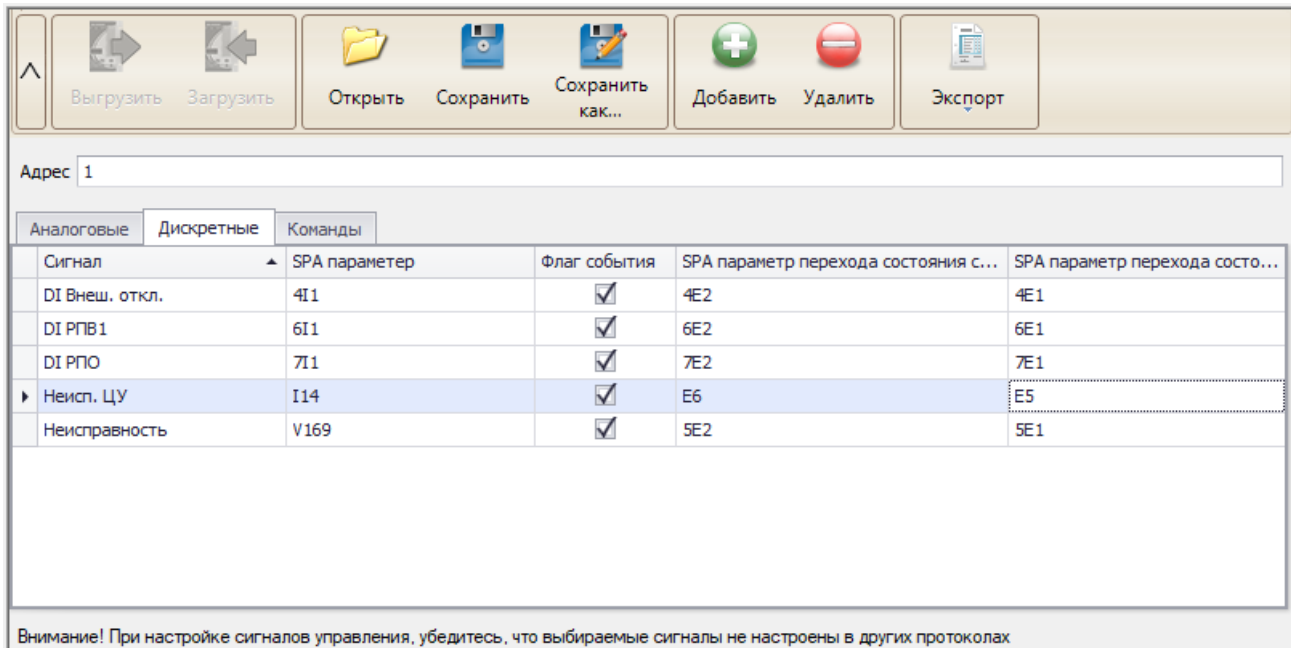 Выгрузить Загрузить Открыть Сохранить Сохранить как... Добавить Удалить Экспорт
Адрес 1
Аналоговые Дискретные Команды
Сигнал SPA параметр Флаг события SPA параметр перехода состояния с... SPA параметр перехода состо...
DI Внеш. откл. 4I1 4E2 4E1
DI РПВ1 6I1 6E2 6E1
DI РПО 7I1 7E2 7E1
Неисп. ЦУ I14 E6 E5
Неисправность V169 5E2 5E1
Внимание! При настройке сигналов управления, убедитесь, что выбираемые сигналы не настроены в других протоколах